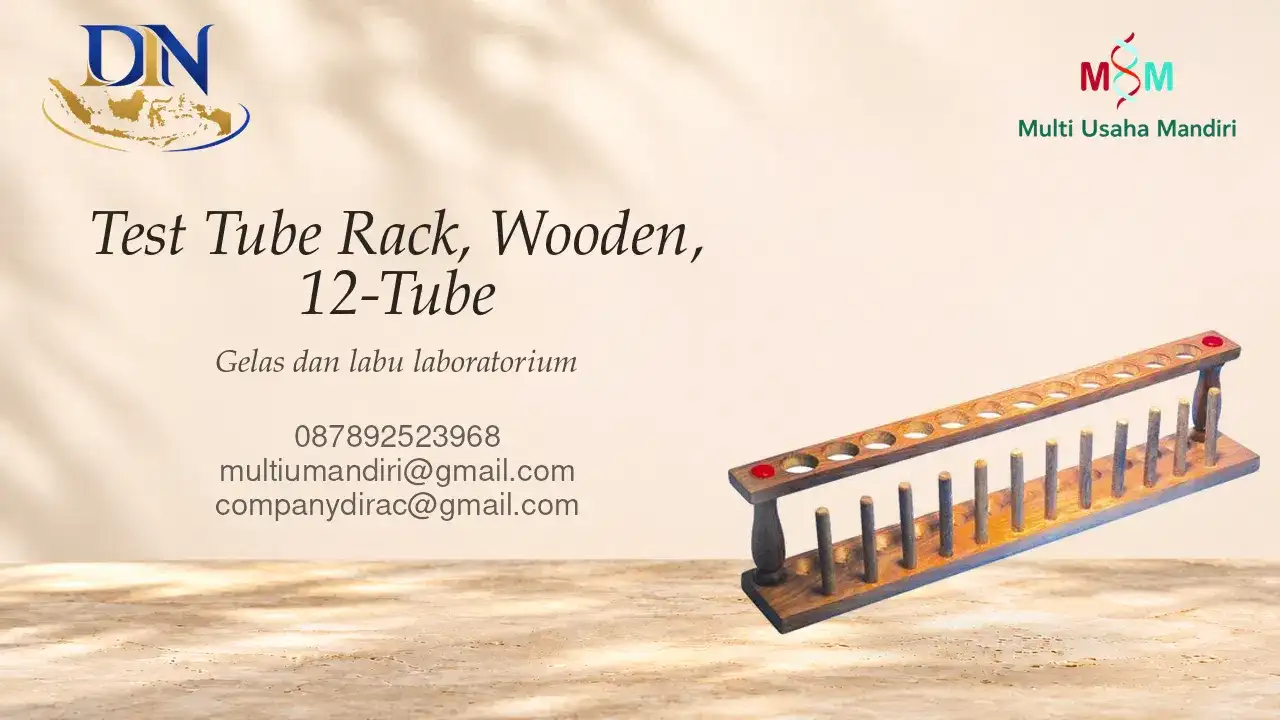 DIN
M M
Multi Usaha Mandiri
Test Tube Rack, Wooden,
12-Tube
Gelas dan labu laboratorium
087892523968
multiumandiri@gmail.com
companydirac@gmail.com